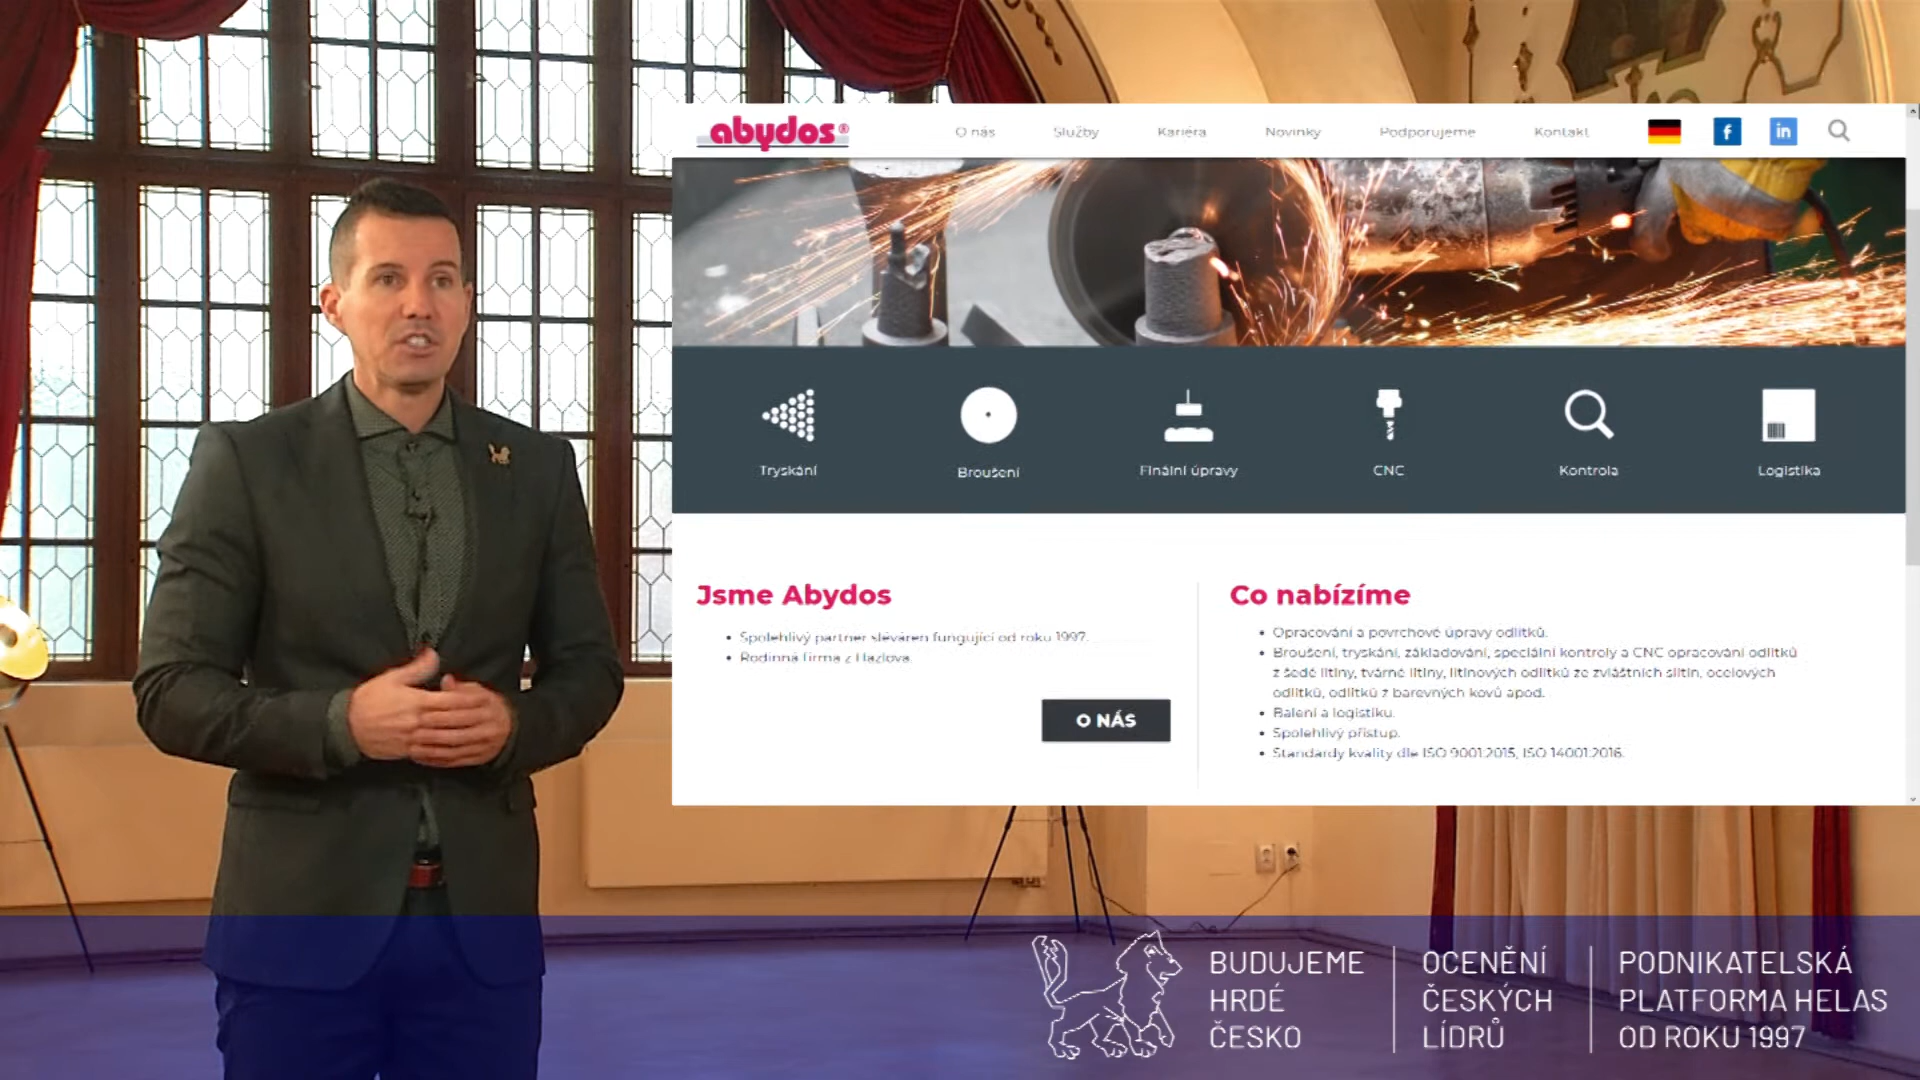 abydos®
O nás Služby Kariéra Novinky Podporujeme Kontakt
f in
Tryskání Broušení Finální úpravy CNC Kontrola Logistika
Jsme Abydos
• Spolehlivý partner sléváren fungující od roku 1997.
• Rodinná firma z Hazlova.
O NÁS
Co nabízíme
• Opracování a povrchové úpravy odlitků.
• Broušení, tryskání, základování, speciální kontroly a CNC opracování odlitků
z šedé litiny, tvárné litiny, litinových odlitků ze zvláštních slitin, ocelových
odlitků, odlitků z barevných kovů apod.
• Balení a logistiku.
• Spolehlivý přístup.
• Standardy kvality dle ISO 9001:2015, ISO 14001:2016.
BUDUJEME
HRDÉ
ČESKO
OCENĚNÍ
ČESKÝCH
LÍDRŮ
PODNIKATELSKÁ
PLATFORMA HELAS
OD ROKU 1997